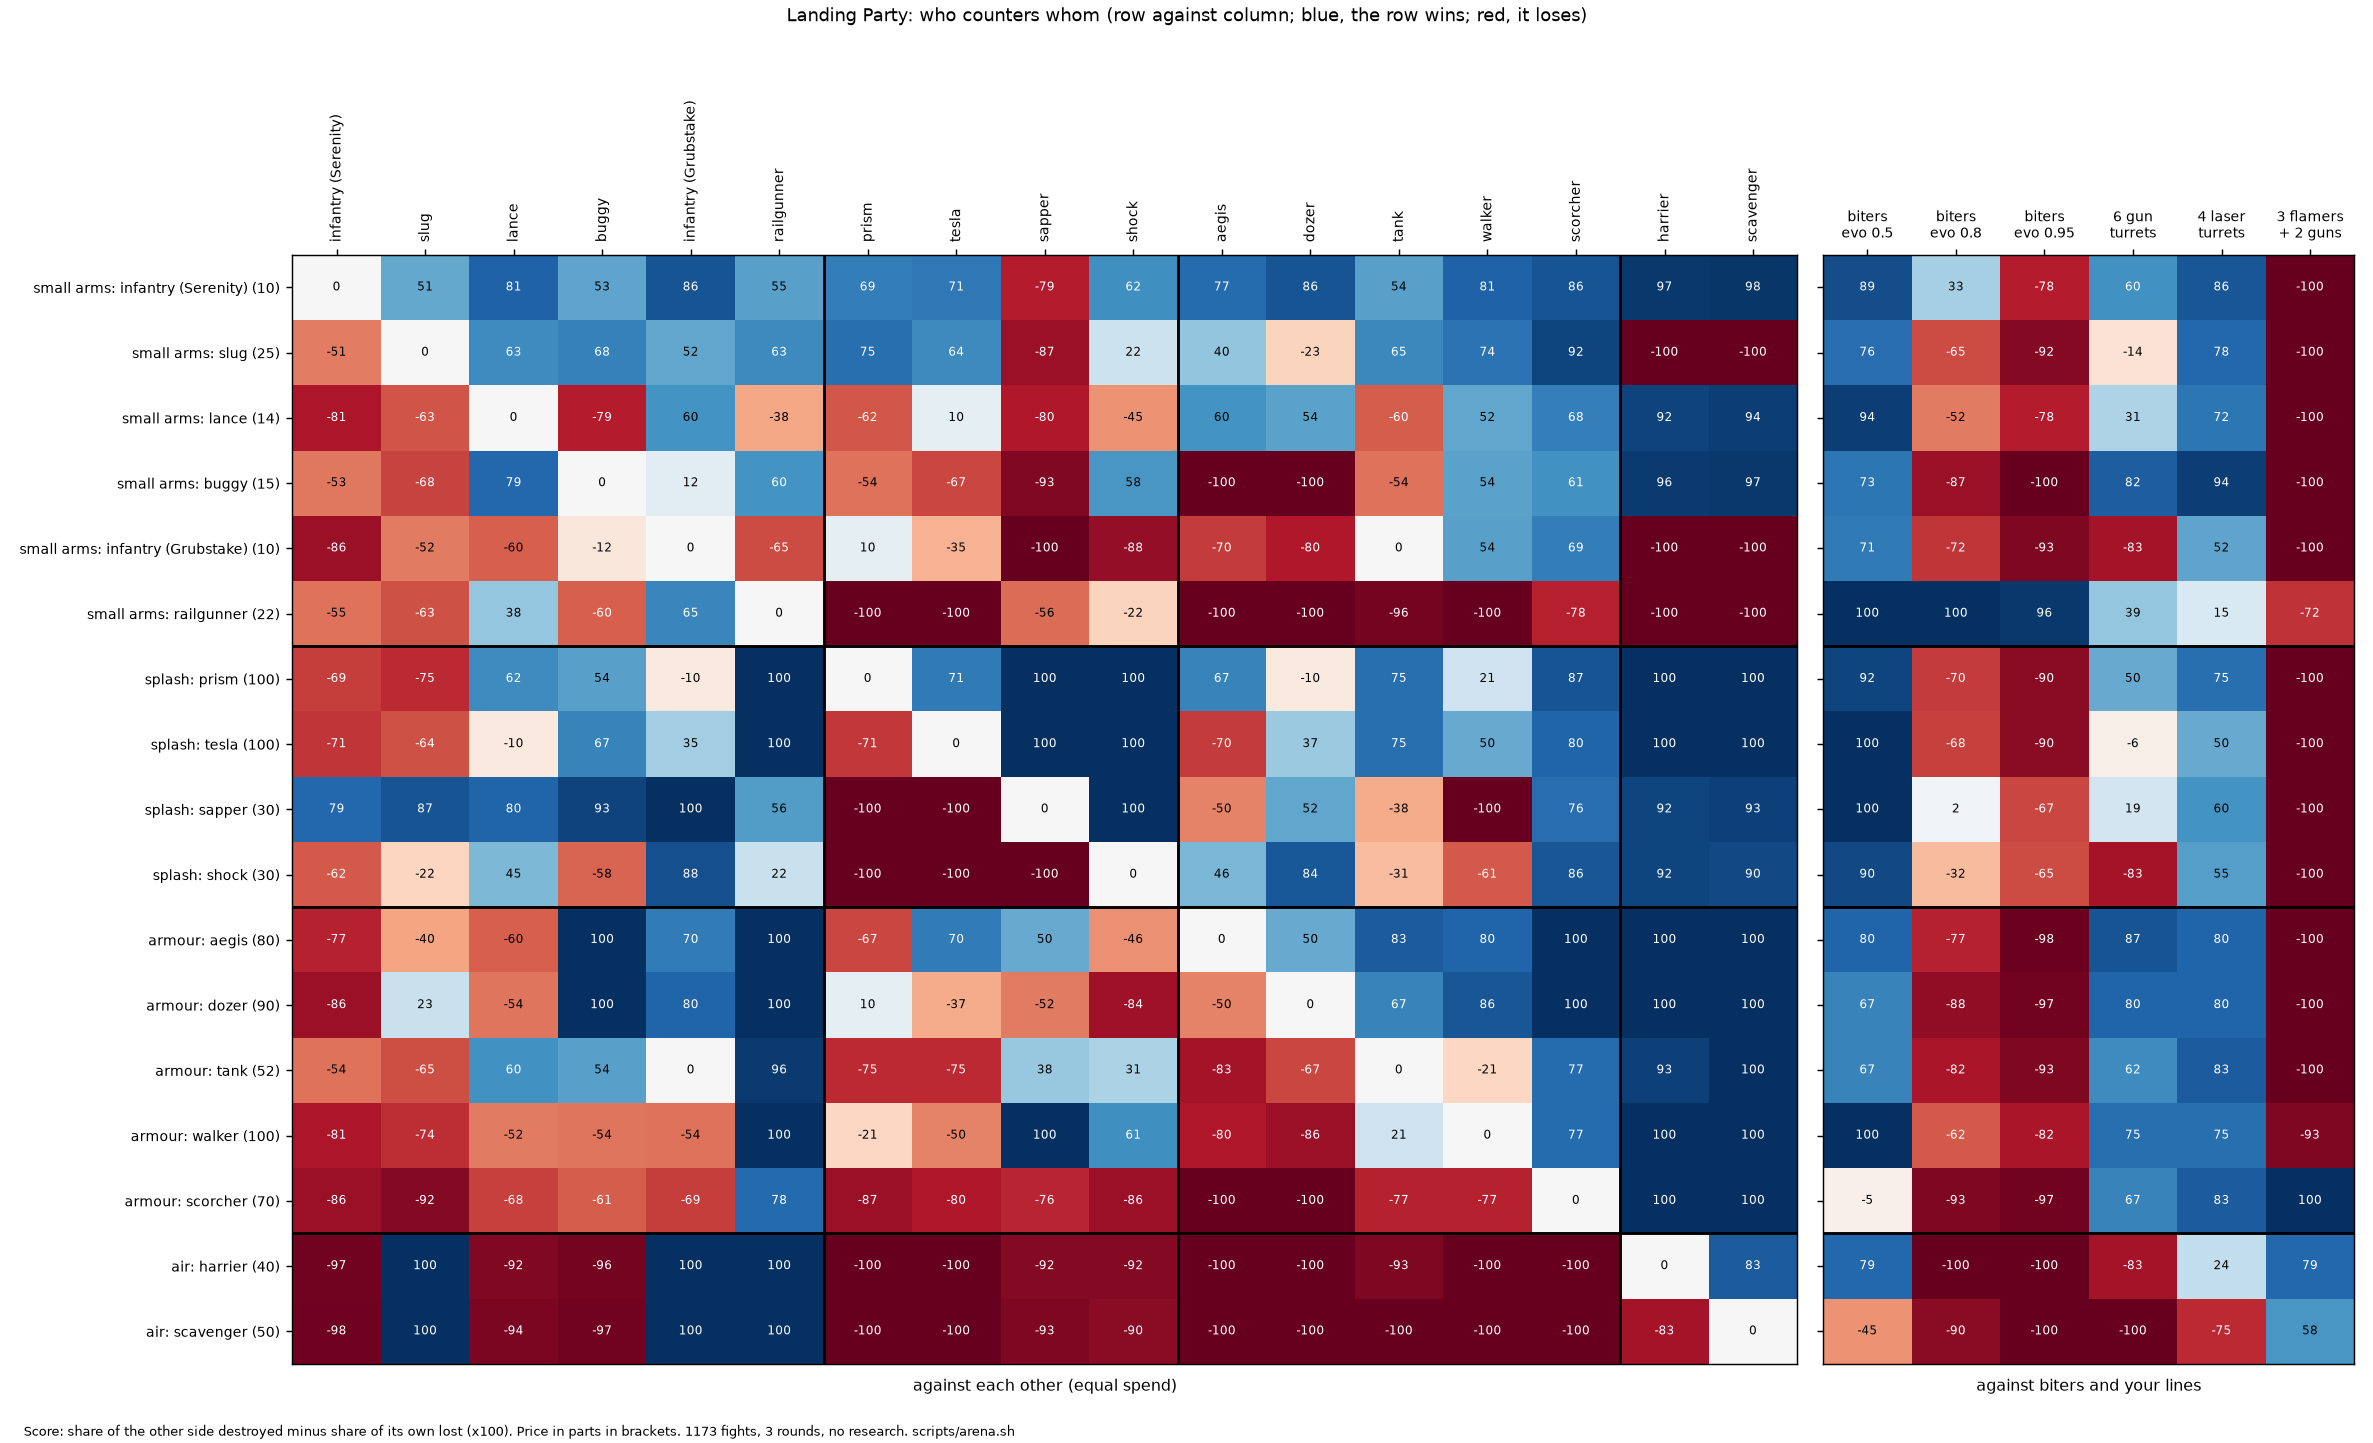 Landing Party: who counters whom (row against column; blue, the row wins; red, it loses)
infantry (Serenity) slug lance buggy infantry (Grubstake) railgunner prism tesla sapper shock aegis dozer tank walker scorcher harrier scavenger
biters evo 0.5
biters evo 0.8
biters evo 0.95
6 gun turrets
4 laser turrets
3 flamers + 2 guns
small arms: infantry (Serenity) (10) 0 51 81 53 86 55 69 71 -79 62 77 86 54 81 86 97 98 89 33 -78 60 86 -100
small arms: slug (25) -51 0 63 68 52 63 75 64 -87 22 40 -23 65 74 92 -100 -100 76 -65 -92 -14 78 -100
small arms: lance (14) -81 -63 0 -79 60 -38 -62 10 -80 -45 60 54 -60 52 68 92 94 94 -52 -78 31 72 -100
small arms: buggy (15) -53 -68 79 0 12 60 -54 -67 -93 58 -100 -100 -54 54 61 96 97 73 -87 -100 82 94 -100
small arms: infantry (Grubstake) (10) -86 -52 -60 -12 0 -65 10 -35 -100 -88 -70 -80 0 54 69 -100 -100 71 -72 -93 -83 52 -100
small arms: railgunner (22) -55 -63 38 -60 65 0 -100 -100 -56 -22 -100 -100 -96 -100 -78 -100 -100 100 100 96 39 15 -72
splash: prism (100) -69 -75 62 54 -10 100 0 71 100 100 67 -10 75 21 87 100 100 92 -70 -90 50 75 -100
splash: tesla (100) -71 -64 -10 67 35 100 -71 0 100 100 -70 37 75 50 80 100 100 100 -68 -90 -6 50 -100
splash: sapper (30) 79 87 80 93 100 56 -100 -100 0 100 -50 52 -38 -100 76 92 93 100 2 -67 19 60 -100
splash: shock (30) -62 -22 45 -58 88 22 -100 -100 -100 0 46 84 -31 -61 86 92 90 90 -32 -65 -83 55 -100
armour: aegis (80) -77 -40 -60 100 70 100 -67 70 50 -46 0 50 83 80 100 100 100 80 -77 -98 87 80 -100
armour: dozer (90) -86 23 -54 100 80 100 10 -37 -52 -84 -50 0 67 86 100 100 100 67 -88 -97 80 80 -100
armour: tank (52) -54 -65 60 54 0 96 -75 -75 38 31 -83 -67 0 -21 77 93 100 67 -82 -93 62 83 -100
armour: walker (100) -81 -74 -52 -54 -54 100 -21 -50 100 61 -80 -86 21 0 77 100 100 100 -62 -82 75 75 -93
armour: scorcher (70) -86 -92 -68 -61 -69 78 -87 -80 -76 -86 -100 -100 -77 -77 0 100 100 -5 -93 -97 67 83 100
air: harrier (40) -97 100 -92 -96 100 100 -100 -100 -92 -92 -100 -100 -93 -100 -100 0 83 79 -100 -100 -83 24 79
air: scavenger (50) -98 100 -94 -97 100 100 -100 -100 -93 -90 -100 -100 -100 -100 -100 -83 0 -45 -90 -100 -100 -75 58
against each other (equal spend)
against biters and your lines
Score: share of the other side destroyed minus share of its own lost (x100). Price in parts in brackets. 1173 fights, 3 rounds, no research. scripts/arena.sh